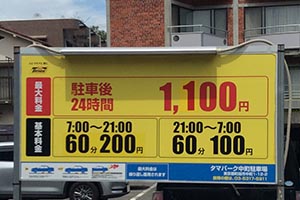 最大料金
駐車後
24時間
1,100円
基本料金
7:00〜21:00
60分 200円
21:00〜7:00
60分 100円
タマパーク中町駐車場